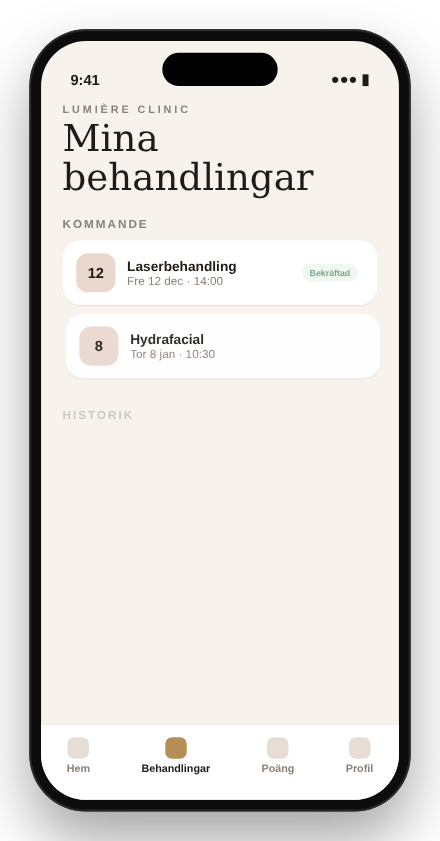 9:41
LUMIÈRE CLINIC
Mina
behandlingar
KOMMANDE
12
Laserbehandling
Fre 12 dec · 14:00
Bekräftad
8
Hydrafacial
Tor 8 jan · 10:30
HISTORIK
Hem
Behandlingar
Poäng
Profil